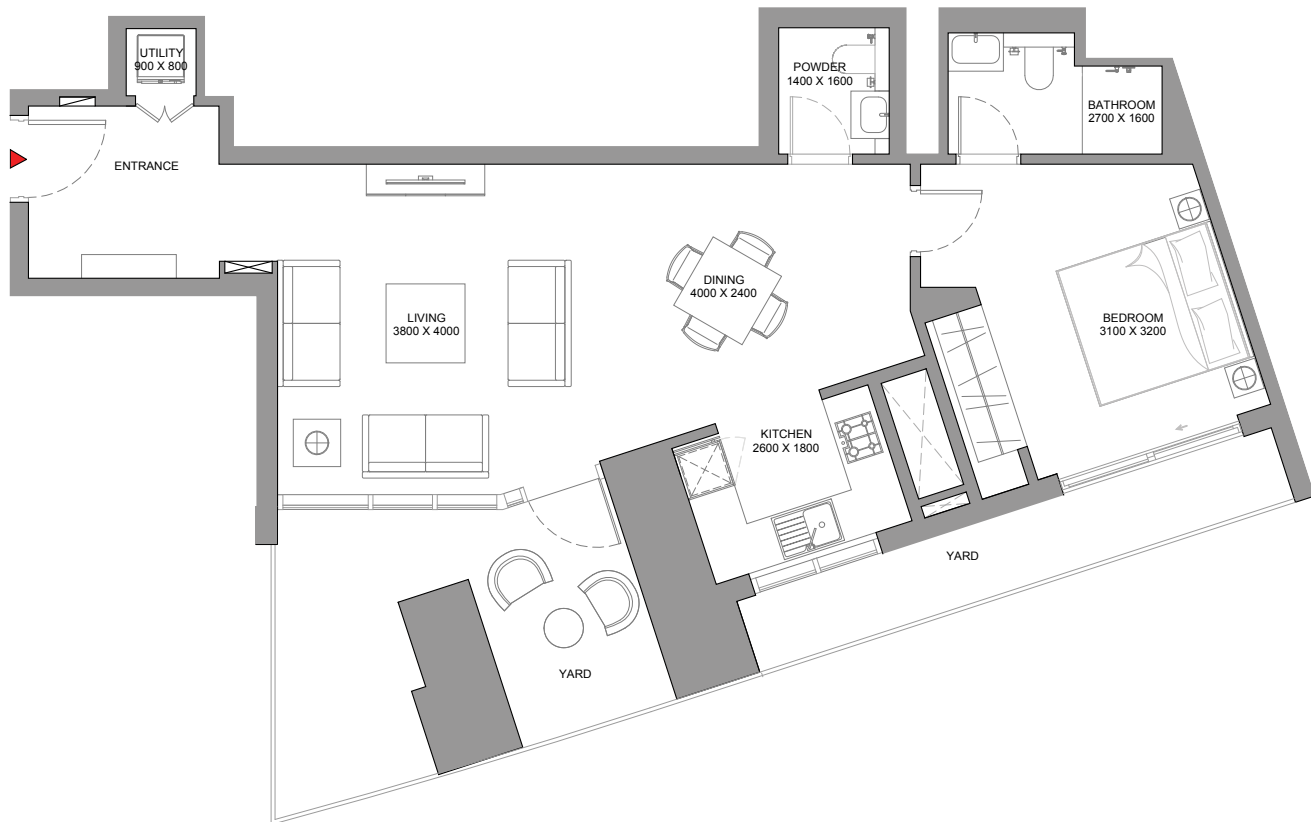 UTILITY
900 X 800
POWDER
1400 X 1600
BATHROOM
2700 X 1600
ENTRANCE
DINING
4000 X 2400
LIVING
3800 X 4000
BEDROOM
3100 X 3200
KITCHEN
2600 X 1800
YARD
YARD